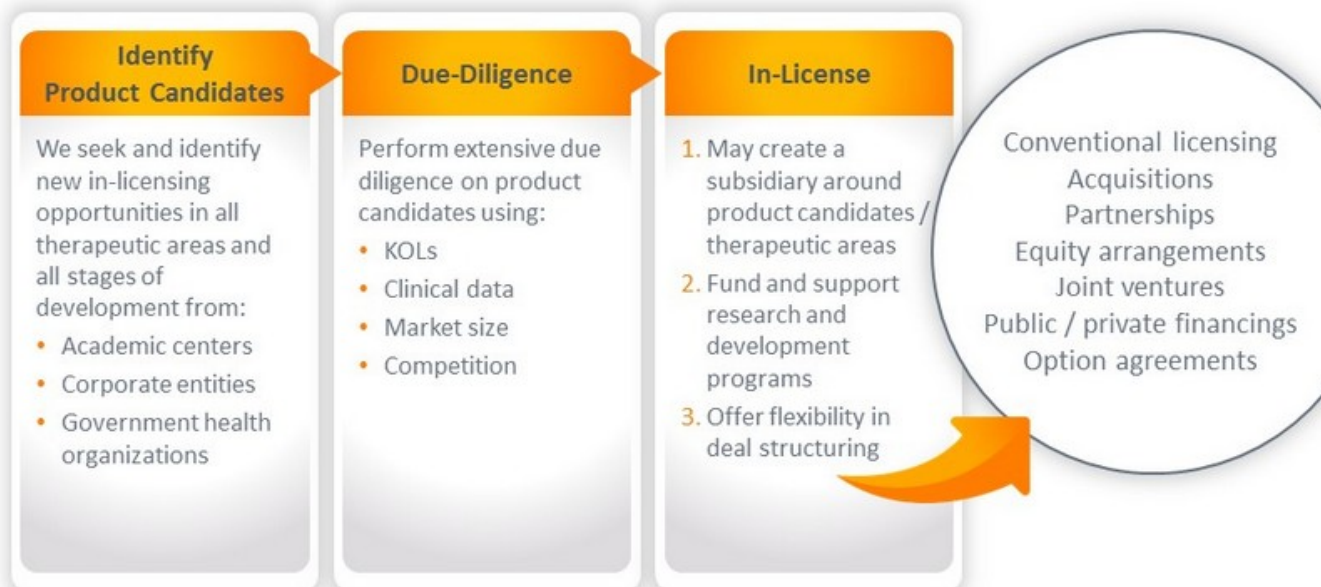 Identify
Product Candidates
We seek and identify
new in-licensing
opportunities in all
therapeutic areas and
all stages of
development from:
• Academic centers
• Corporate entities
• Government health
organizations
Due-Diligence
Perform extensive due
diligence on product
candidates using:
• KOLs
• Clinical data
• Market size
• Competition
In-License
1. May create a
subsidiary around
product candidates /
therapeutic areas
2. Fund and support
research and
development
programs
3. Offer flexibility in
deal structuring
Conventional licensing
Acquisitions
Partnerships
Equity arrangements
Joint ventures
Public / private financings
Option agreements